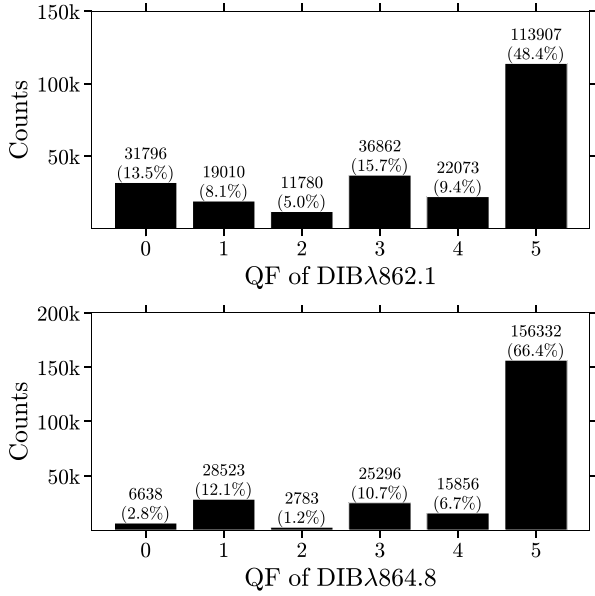 150k
100k
50k
Counts
31796
(13.5%)
19010
(8.1%)
11780
(5.0%)
36862
(15.7%)
22073
(9.4%)
113907
(48.4%)
0 1 2 3 4 5
QF of DIBλ862.1
200k
150k
100k
50k
Counts
6638
(2.8%)
28523
(12.1%)
2783
(1.2%)
25296
(10.7%)
15856
(6.7%)
156332
(66.4%)
0 1 2 3 4 5
QF of DIBλ864.8